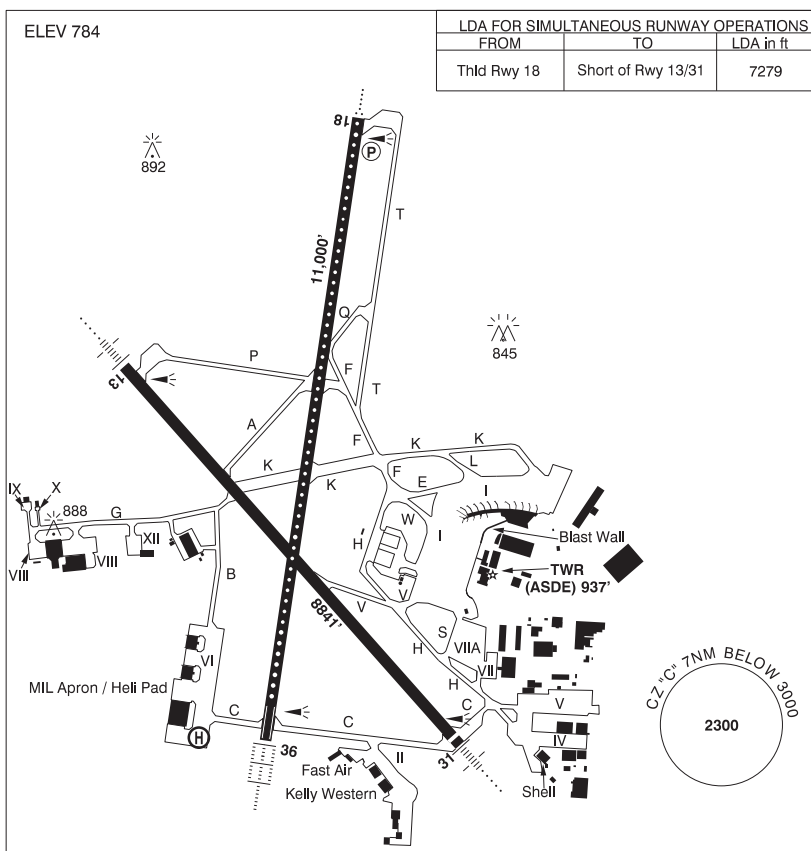 ELEV 784
LDA FOR SIMULTANEOUS RUNWAY OPERATIONS
FROM TO LDA in ft
Thld Rwy 18 Short of Rwy 13/31 7279
18
P
892
T
11,000'
Q
845
13
P
F
T
A
F
K K
K
L
K
F
E
IX X
888
G
I
W
I
H
Blast Wall
XII
VIII
VIII
TWR
(ASDE) 937'
B
V
V
8841'
S
VIIA
H
VII
VI
H
MIL Apron / Heli Pad
C
C
C
V
H
36
II
31
IV
Fast Air
Kelly Western
Shell
CZ "C" 7NM BELOW 3000
2300